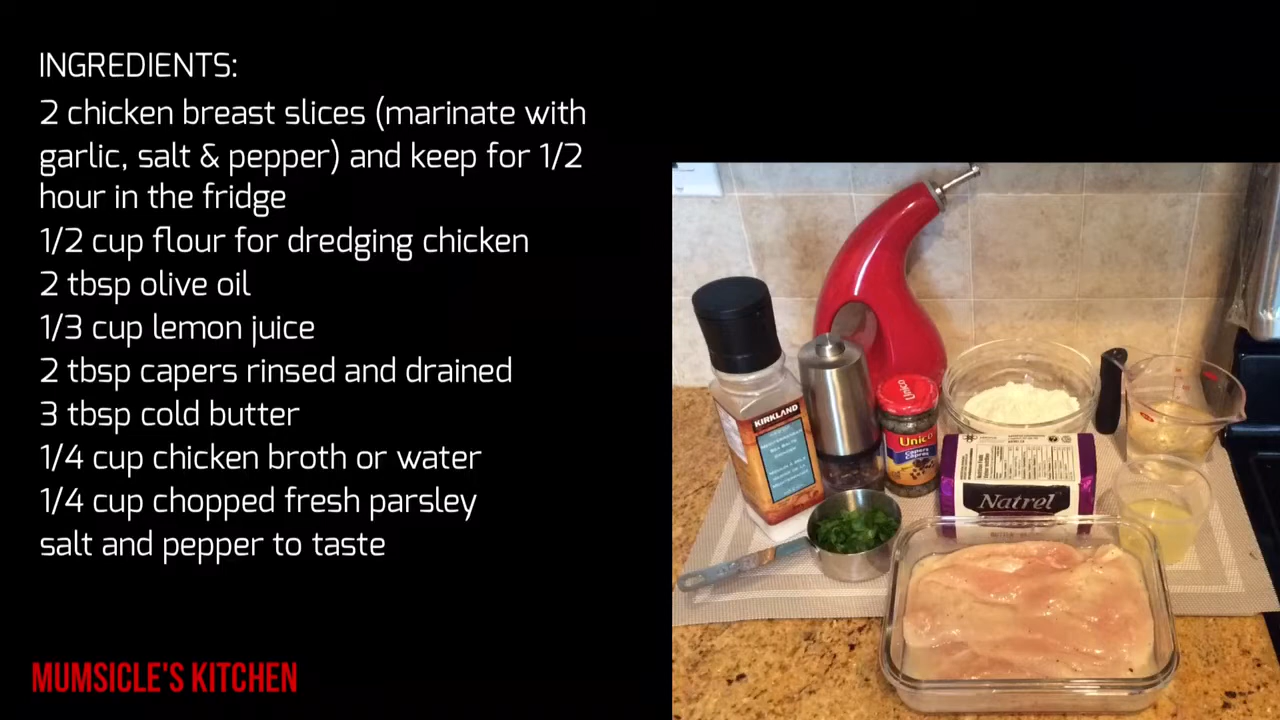 INGREDIENTS:
2 chicken breast slices (marinate with
garlic, salt & pepper) and keep for 1/2
hour in the fridge
1/2 cup flour for dredging chicken
2 tbsp olive oil
1/3 cup lemon juice
2 tbsp capers rinsed and drained
3 tbsp cold butter
1/4 cup chicken broth or water
1/4 cup chopped fresh parsley
salt and pepper to taste
MUMSICLE'S KITCHEN
KIRKLAND
Unico
Unico
Capers
Câpres
Natrel